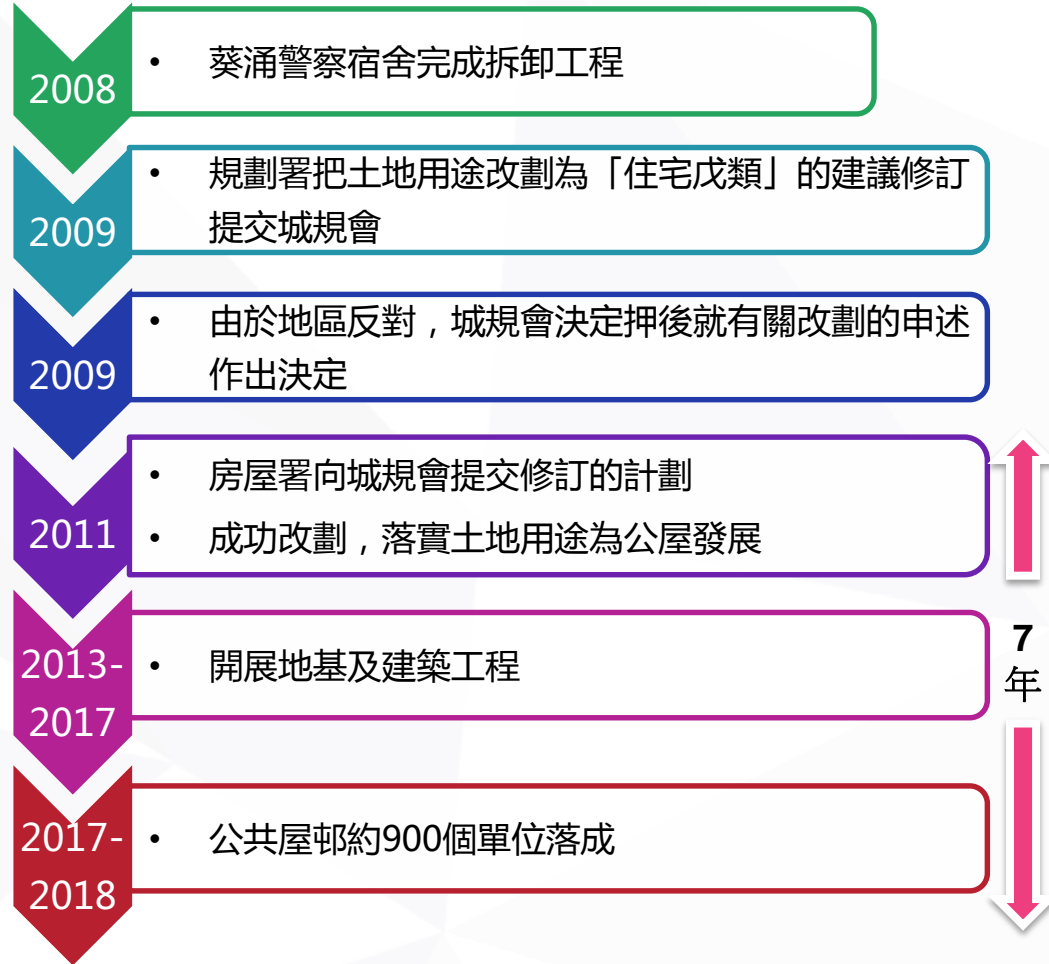 2008
• 葵涌警察宿舍完成拆卸工程
2009
• 規劃署把土地用途改劃為「住宅戊類」的建議修訂
提交城規會
2009
• 由於地區反對，城規會決定押後就有關改劃的申述
作出決定
2011
• 房屋署向城規會提交修訂的計劃
• 成功改劃，落實土地用途為公屋發展
2013-
2017
• 開展地基及建築工程
2017-
2018
• 公共屋邨約900個單位落成
7
年